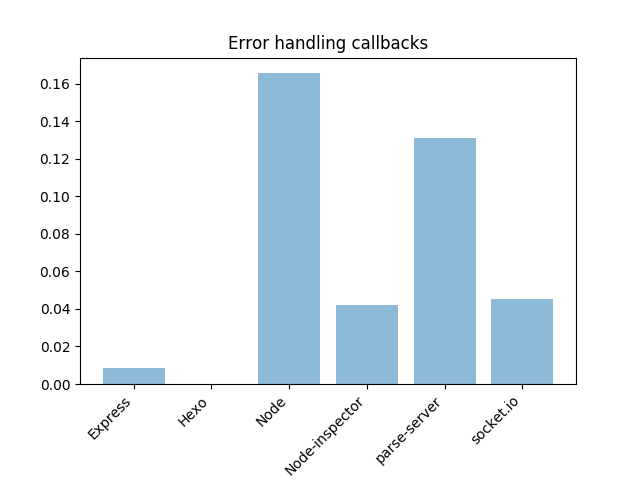 Error handling callbacks
0.16
0.14
0.12
0.10
0.08
0.06
0.04
0.02
0.00
Express
Hexo
Node
Node-inspector
parse-server
socket.io